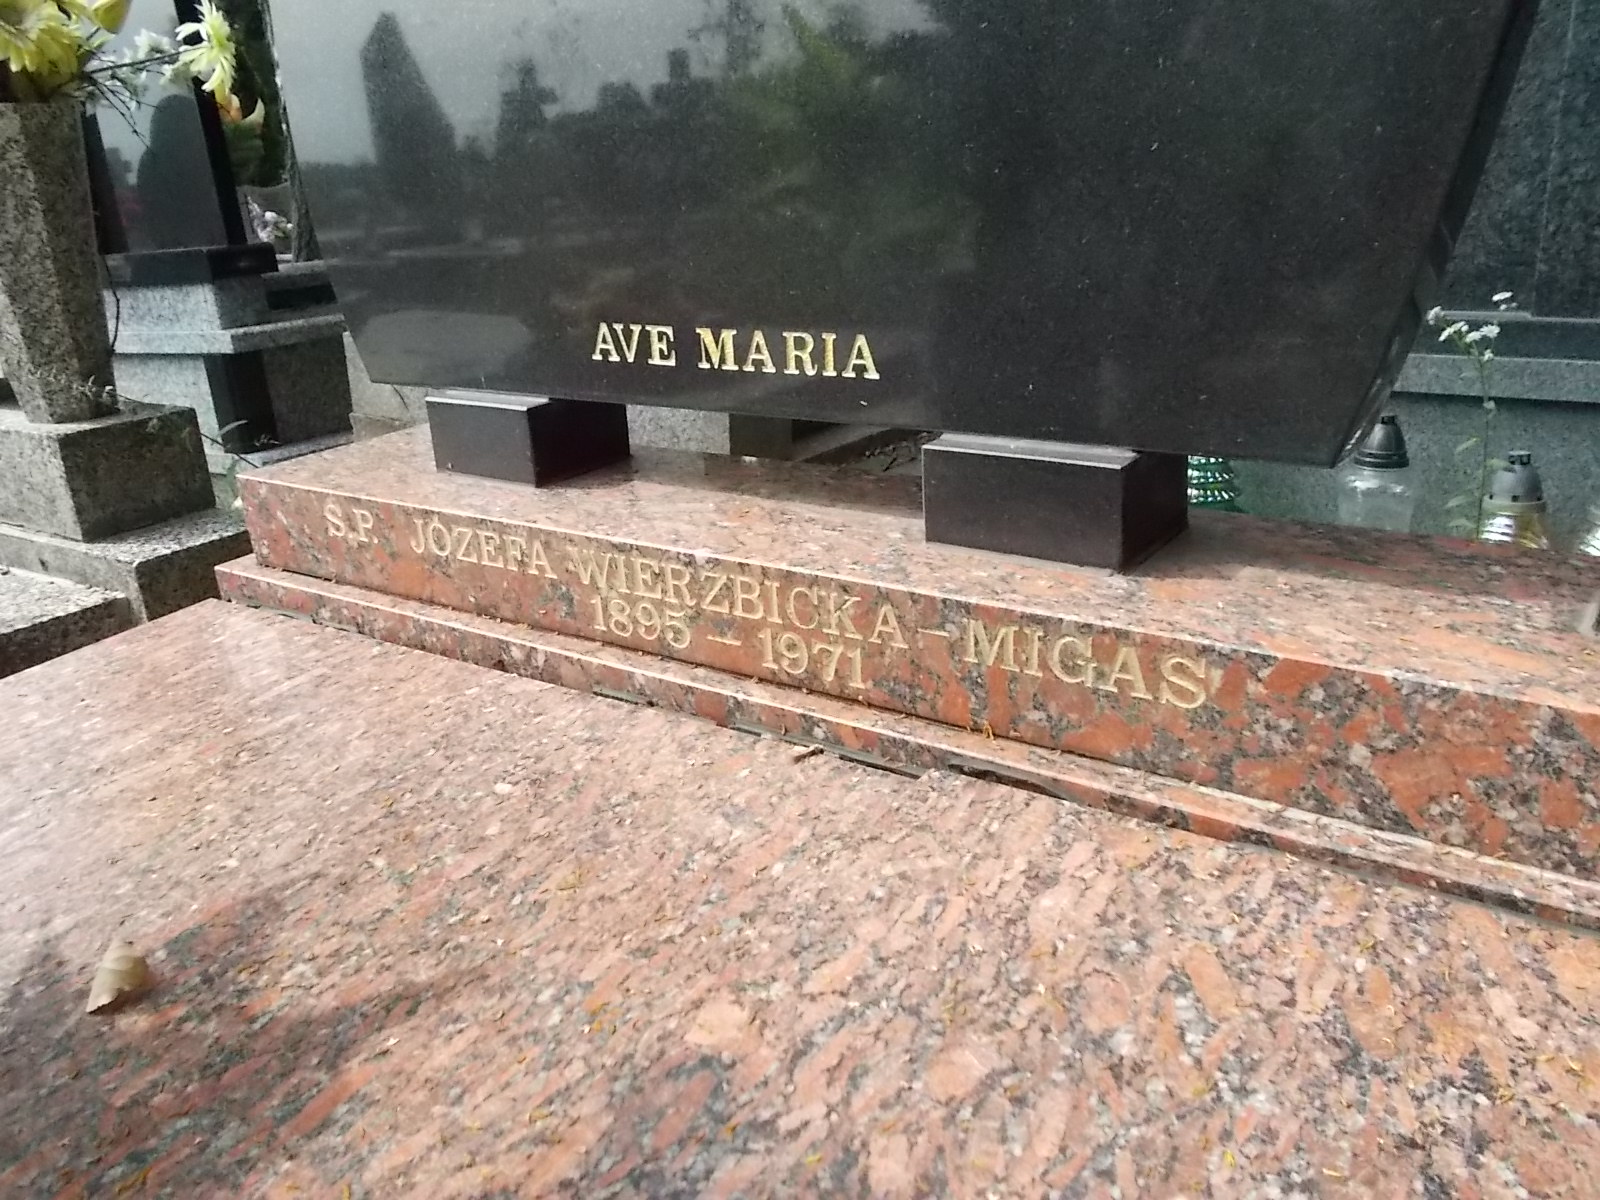 AVE MARIA
Ś.P. JÓZEFA WIERZBICKA – MIGAS
1895 – 1971